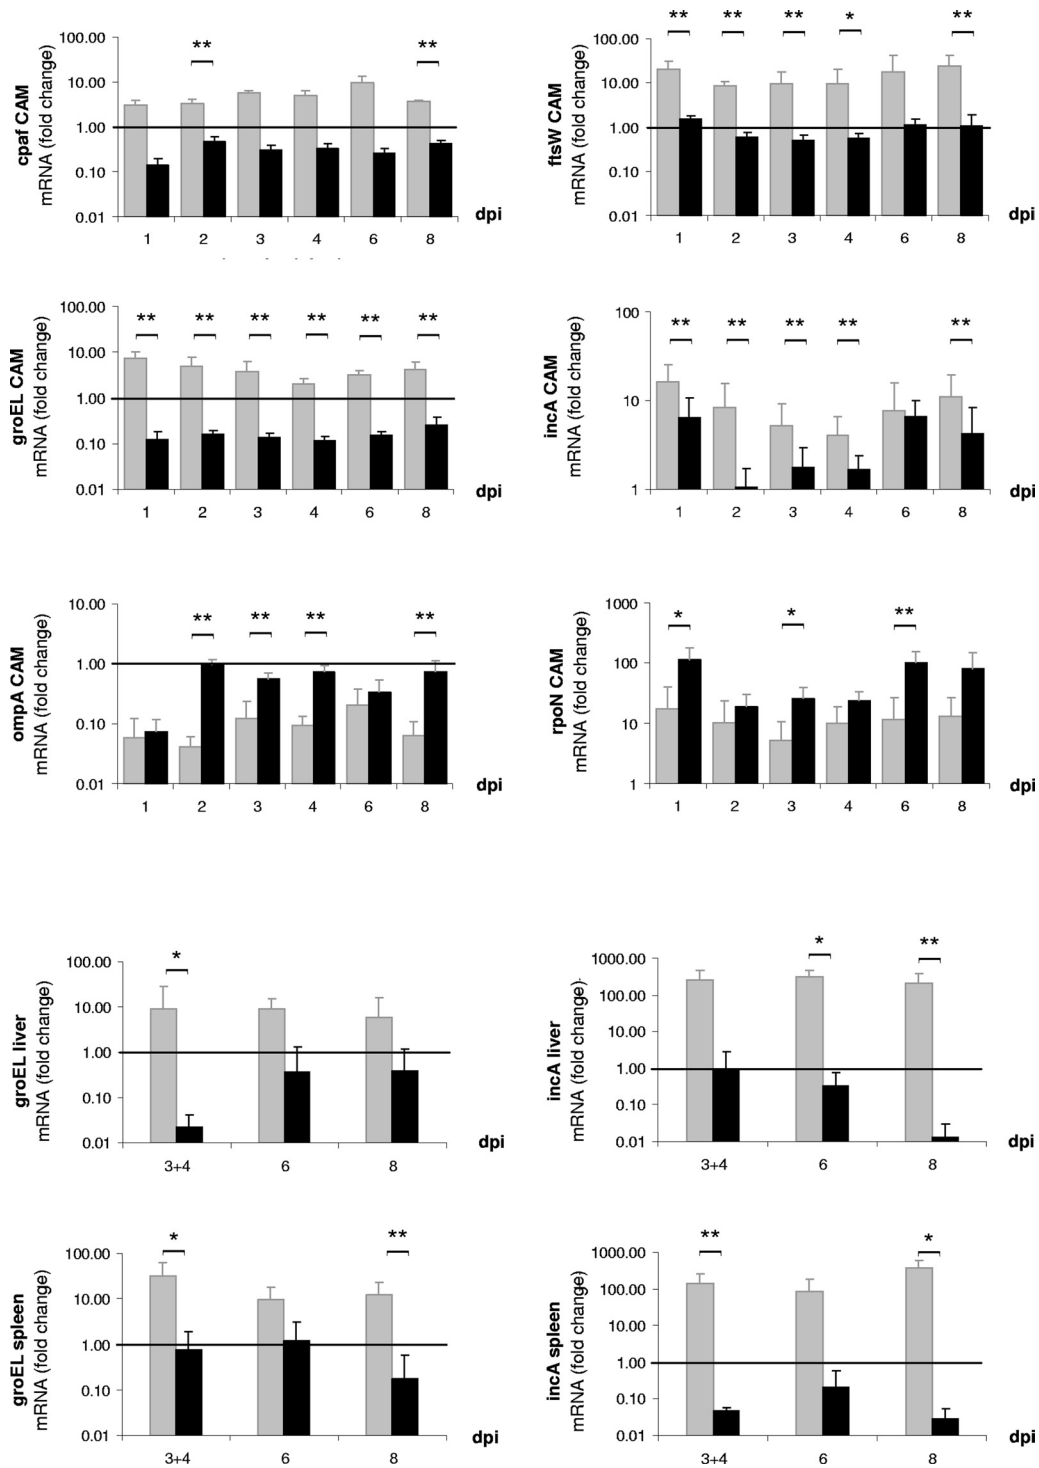 cpaf CAM
mRNA (fold change)
100.00
10.00
1.00
0.10
0.01
** **
1 2 3 4 6 8
dpi
ftsW CAM
mRNA (fold change)
100.00
10.00
1.00
0.10
0.01
** ** ** * **
1 2 3 4 6 8
dpi
groEL CAM
mRNA (fold change)
100.00
10.00
1.00
0.10
0.01
** ** ** ** ** **
1 2 3 4 6 8
dpi
incA CAM
mRNA (fold change)
100
10
1
** ** ** ** **
1 2 3 4 6 8
dpi
ompA CAM
mRNA (fold change)
10.00
1.00
0.10
0.01
** ** ** **
1 2 3 4 6 8
dpi
rpoN CAM
mRNA (fold change)
1000
100
10
1
* * **
1 2 3 4 6 8
dpi
groEL liver
mRNA (fold change)
100.00
10.00
1.00
0.10
0.01
*
3+4 6 8
dpi
incA liver
mRNA (fold change)
1000.00
100.00
10.00
1.00
0.10
0.01
* **
3+4 6 8
dpi
groEL spleen
mRNA (fold change)
100.00
10.00
1.00
0.10
0.01
* **
3+4 6 8
dpi
incA spleen
mRNA (fold change)
1000.00
100.00
10.00
1.00
0.10
0.01
** *
3+4 6 8
dpi